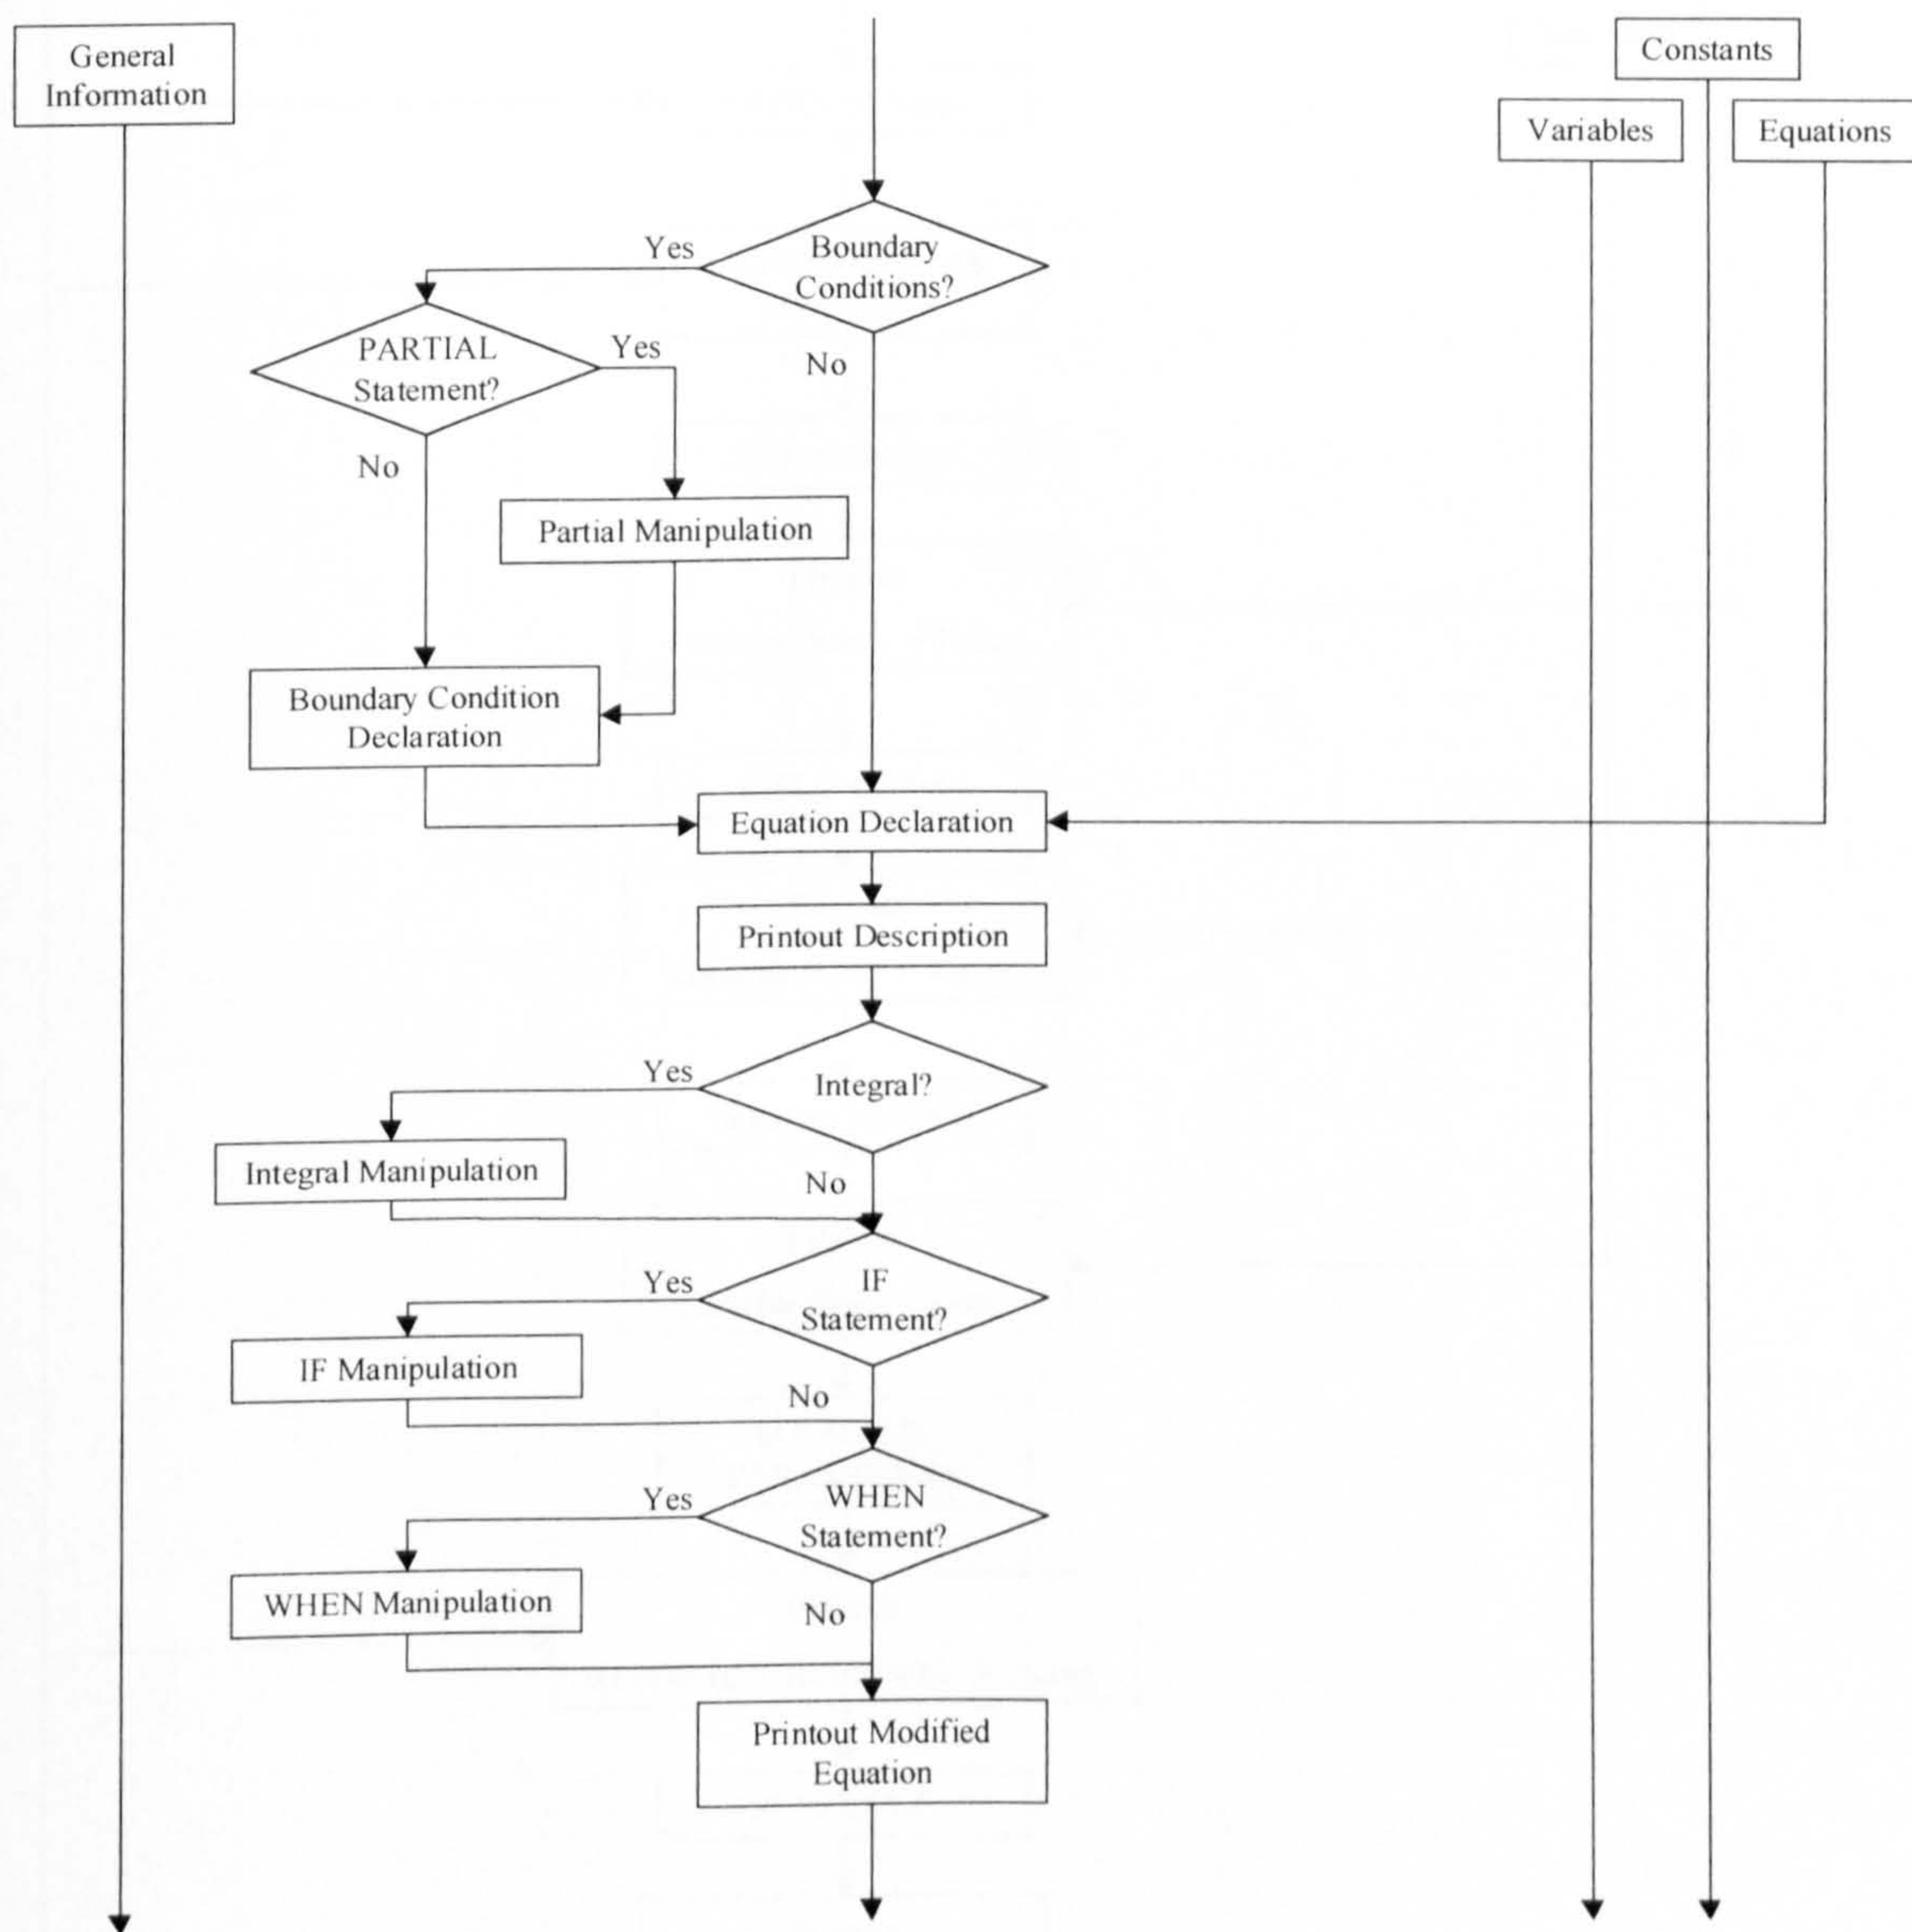 General
Information
Constants
Variables
Equations
Boundary
Conditions?
Yes
No
PARTIAL
Statement?
Yes
No
Partial Manipulation
Boundary Condition
Declaration
Equation Declaration
Printout Description
Integral?
Yes
No
Integral Manipulation
IF
Statement?
Yes
No
IF Manipulation
WHEN
Statement?
Yes
No
WHEN Manipulation
Printout Modified
Equation